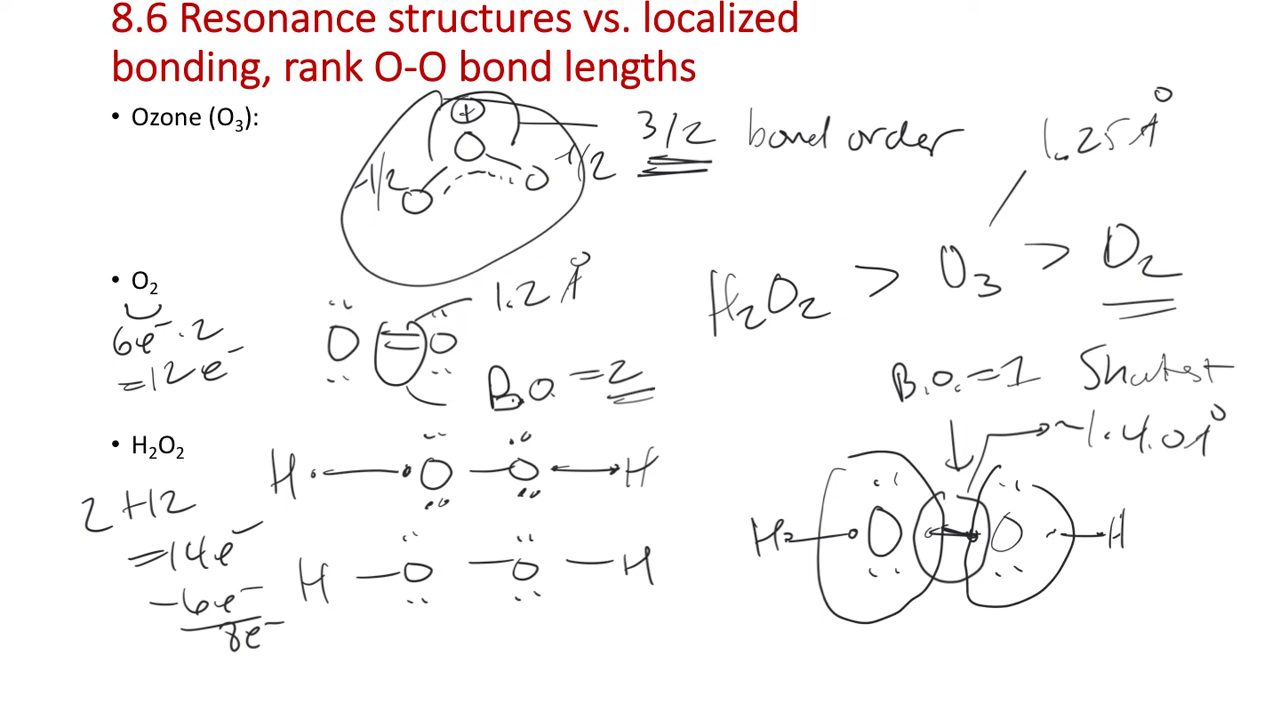 8.6 Resonance structures vs. localized
bonding, rank O-O bond lengths
• Ozone (O₃):
+
O
-1/2 O O -1/2
3/2 bond order
1.25 Å
• O₂
6e⁻·2
=12e⁻
O=O
1.2 Å
B.O. = 2
H₂O₂ > O₃ > O₂
B.O. = 1 Shortest
~1.4.0Å
• H₂O₂
2+12
=14e⁻
-6e⁻
8e⁻
H O—O H
H—O—O—H
H O O H